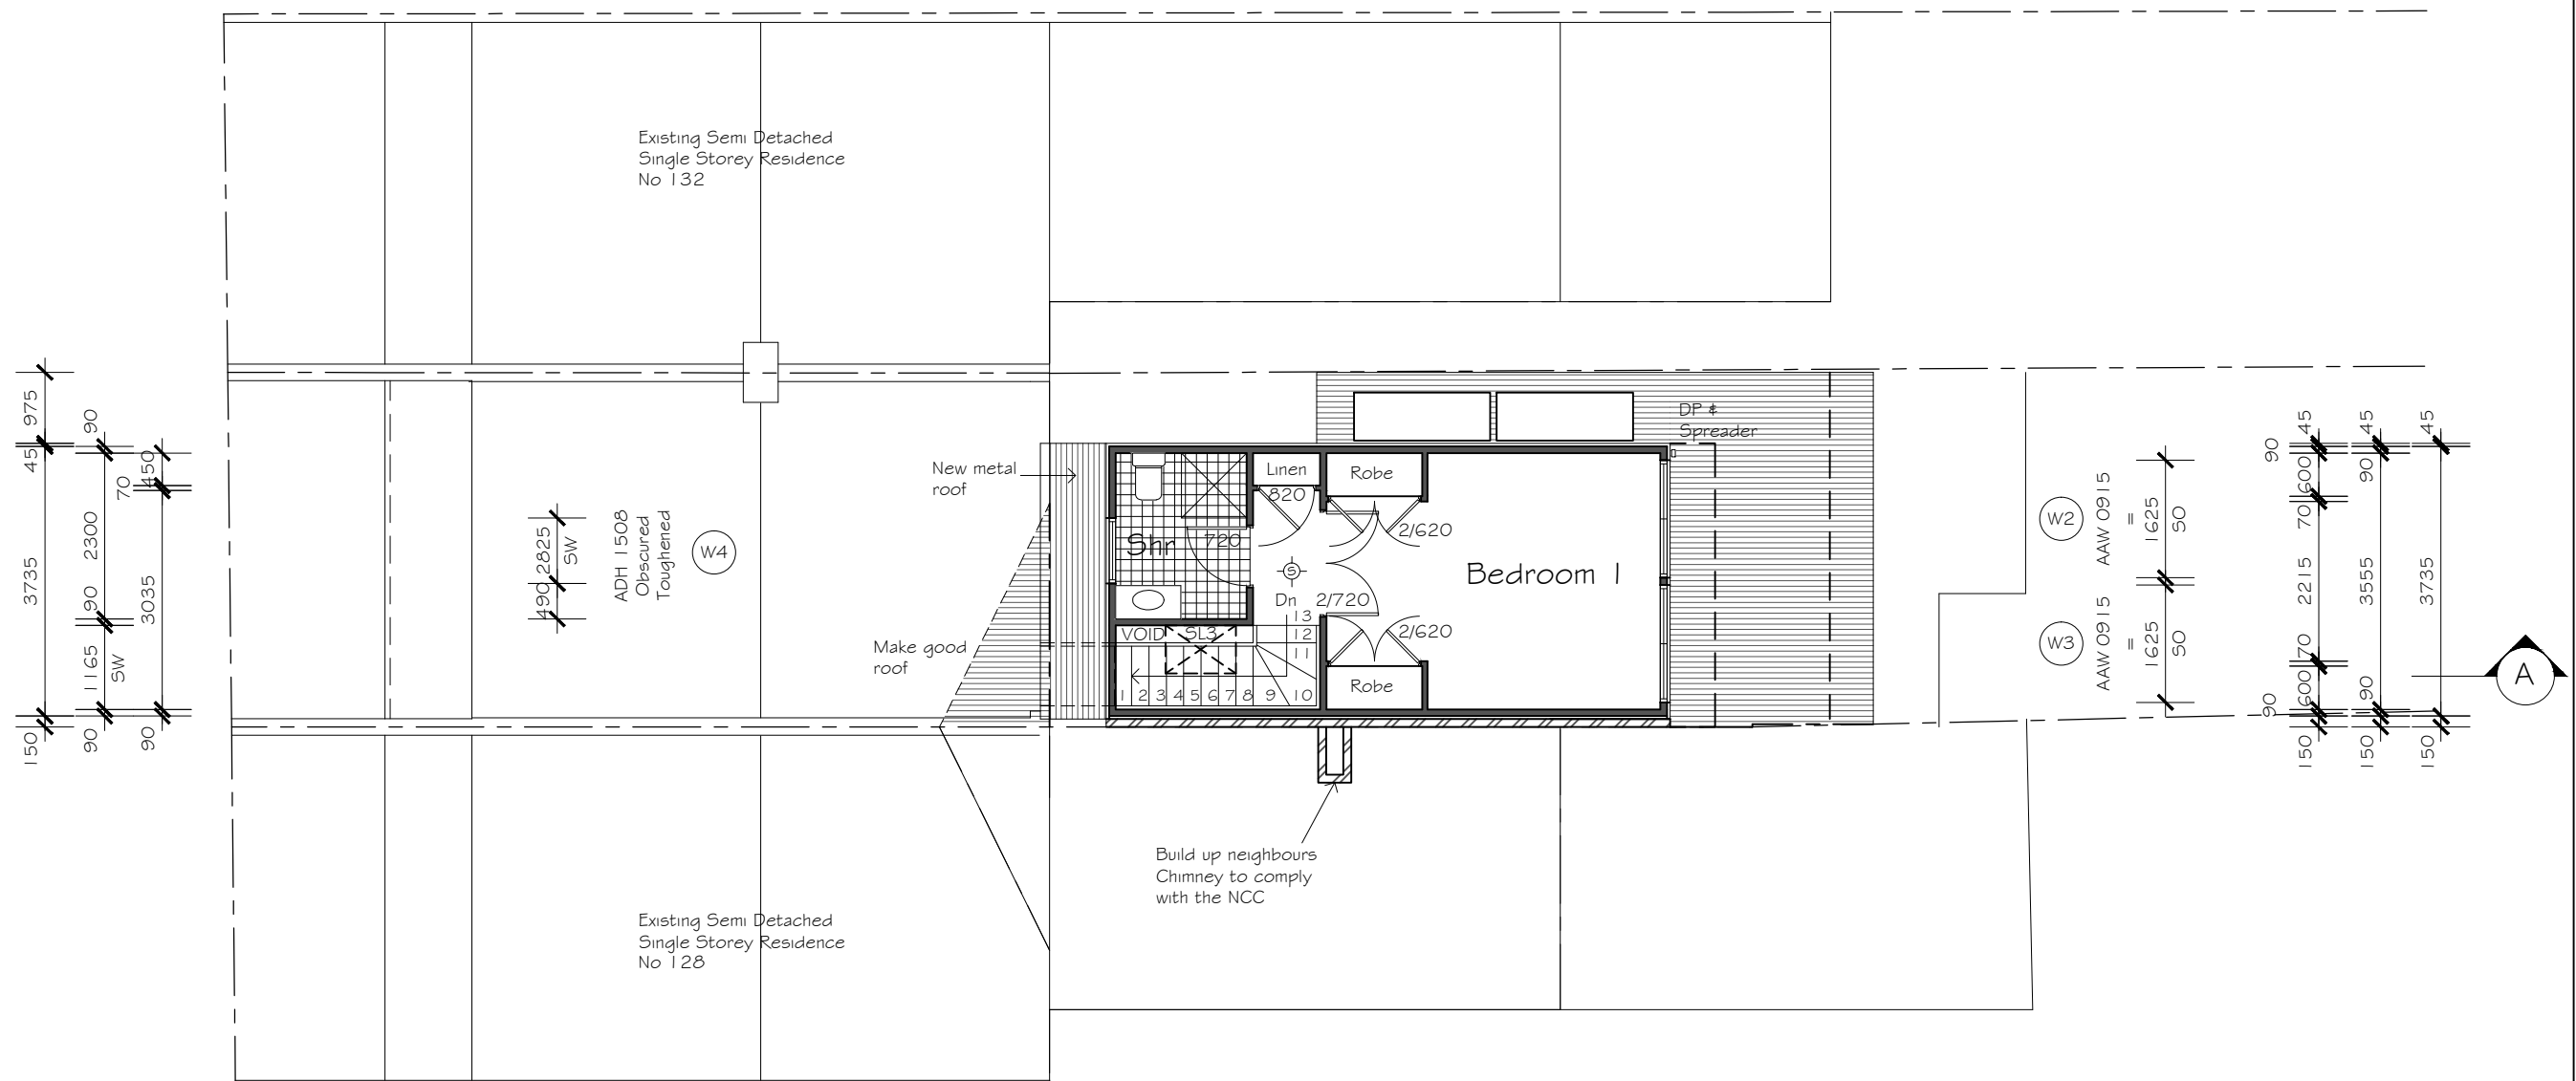 Existing Semi Detached
Single Storey Residence
No 132
975
45
3735
150
90
2300
90
1165
SW
90
450
70
3035
90
2825
SW
490
ADH 1508
Obscured
Toughened
W4
New metal
roof
Make good
roof
Shr
720
Linen
820
Robe
2/620
S
Dn
2/720
Bedroom 1
2/620
Robe
VOID
SL3
13
12
11
1 2 3 4 5 6 7 8 9 10
DP &
Spreader
Build up neighbours
Chimney to comply
with the NCC
Existing Semi Detached
Single Storey Residence
No 128
W2
AAW 0915
=
1625
SO
W3
AAW 0915
=
1625
SO
90
45
600
70
2215
70
600
90
150
45
90
3555
90
150
45
3735
150
A